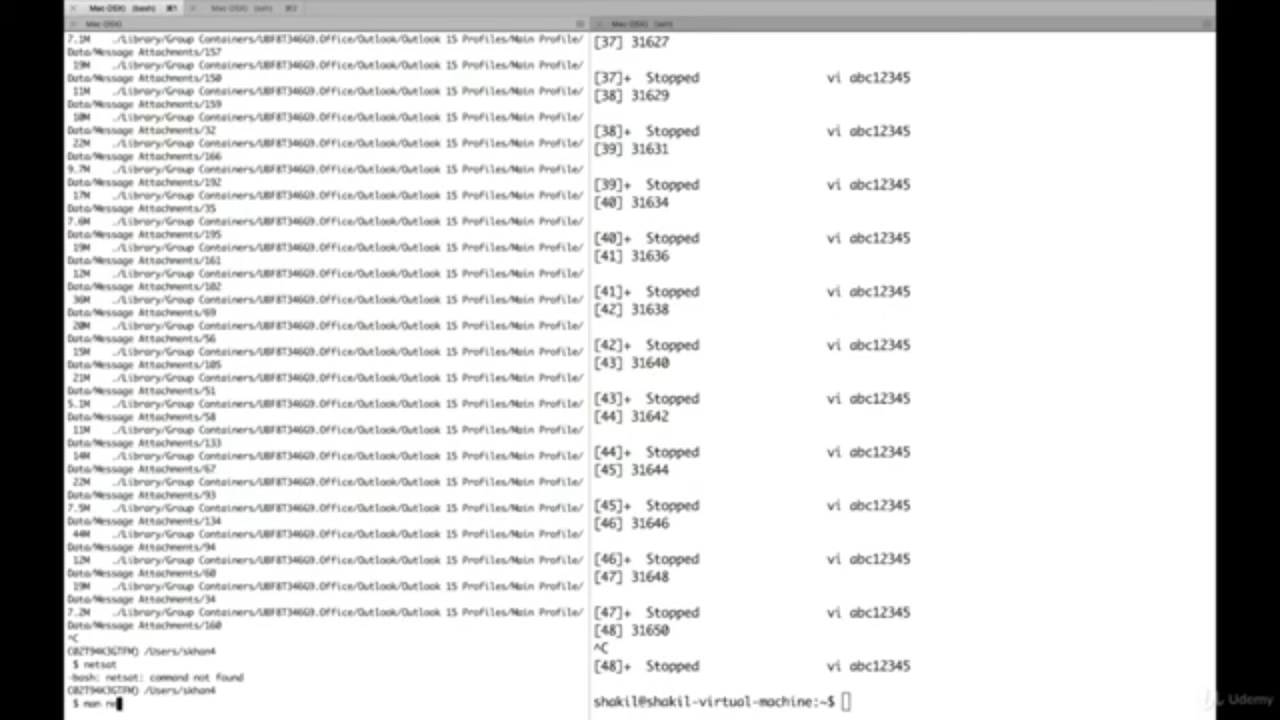 Mac OSX) (bash) ⌘1 Mac OSX) (ssh) ⌘2
Mac OSX)
7.1M ./Library/Group Containers/UBF8T346G9.Office/Outlook/Outlook 15 Profiles/Main Profile/
Data/Message Attachments/157
19M ./Library/Group Containers/UBF8T346G9.Office/Outlook/Outlook 15 Profiles/Main Profile/
Data/Message Attachments/150
11M ./Library/Group Containers/UBF8T346G9.Office/Outlook/Outlook 15 Profiles/Main Profile/
Data/Message Attachments/159
10M ./Library/Group Containers/UBF8T346G9.Office/Outlook/Outlook 15 Profiles/Main Profile/
Data/Message Attachments/32
22M ./Library/Group Containers/UBF8T346G9.Office/Outlook/Outlook 15 Profiles/Main Profile/
Data/Message Attachments/166
9.7M ./Library/Group Containers/UBF8T346G9.Office/Outlook/Outlook 15 Profiles/Main Profile/
Data/Message Attachments/192
17M ./Library/Group Containers/UBF8T346G9.Office/Outlook/Outlook 15 Profiles/Main Profile/
Data/Message Attachments/35
7.6M ./Library/Group Containers/UBF8T346G9.Office/Outlook/Outlook 15 Profiles/Main Profile/
Data/Message Attachments/195
19M ./Library/Group Containers/UBF8T346G9.Office/Outlook/Outlook 15 Profiles/Main Profile/
Data/Message Attachments/161
12M ./Library/Group Containers/UBF8T346G9.Office/Outlook/Outlook 15 Profiles/Main Profile/
Data/Message Attachments/102
36M ./Library/Group Containers/UBF8T346G9.Office/Outlook/Outlook 15 Profiles/Main Profile/
Data/Message Attachments/69
20M ./Library/Group Containers/UBF8T346G9.Office/Outlook/Outlook 15 Profiles/Main Profile/
Data/Message Attachments/56
15M ./Library/Group Containers/UBF8T346G9.Office/Outlook/Outlook 15 Profiles/Main Profile/
Data/Message Attachments/105
21M ./Library/Group Containers/UBF8T346G9.Office/Outlook/Outlook 15 Profiles/Main Profile/
Data/Message Attachments/51
5.1M ./Library/Group Containers/UBF8T346G9.Office/Outlook/Outlook 15 Profiles/Main Profile/
Data/Message Attachments/58
11M ./Library/Group Containers/UBF8T346G9.Office/Outlook/Outlook 15 Profiles/Main Profile/
Data/Message Attachments/133
14M ./Library/Group Containers/UBF8T346G9.Office/Outlook/Outlook 15 Profiles/Main Profile/
Data/Message Attachments/67
22M ./Library/Group Containers/UBF8T346G9.Office/Outlook/Outlook 15 Profiles/Main Profile/
Data/Message Attachments/93
7.5M ./Library/Group Containers/UBF8T346G9.Office/Outlook/Outlook 15 Profiles/Main Profile/
Data/Message Attachments/134
44M ./Library/Group Containers/UBF8T346G9.Office/Outlook/Outlook 15 Profiles/Main Profile/
Data/Message Attachments/94
12M ./Library/Group Containers/UBF8T346G9.Office/Outlook/Outlook 15 Profiles/Main Profile/
Data/Message Attachments/60
19M ./Library/Group Containers/UBF8T346G9.Office/Outlook/Outlook 15 Profiles/Main Profile/
Data/Message Attachments/34
7.2M ./Library/Group Containers/UBF8T346G9.Office/Outlook/Outlook 15 Profiles/Main Profile/
Data/Message Attachments/160
^C
(C02T94K3GTFM) /Users/skhan4
$ netsat
-bash: netsat: command not found
(C02T94K3GTFM) /Users/skhan4
$ man ne
Mac OSX) (ssh)
[37] 31627
[37]+ Stopped vi abc12345
[38] 31629
[38]+ Stopped vi abc12345
[39] 31631
[39]+ Stopped vi abc12345
[40] 31634
[40]+ Stopped vi abc12345
[41] 31636
[41]+ Stopped vi abc12345
[42] 31638
[42]+ Stopped vi abc12345
[43] 31640
[43]+ Stopped vi abc12345
[44] 31642
[44]+ Stopped vi abc12345
[45] 31644
[45]+ Stopped vi abc12345
[46] 31646
[46]+ Stopped vi abc12345
[47] 31648
[47]+ Stopped vi abc12345
[48] 31650
^C
[48]+ Stopped vi abc12345
shakil@shakil-virtual-machine:~$
Udemy